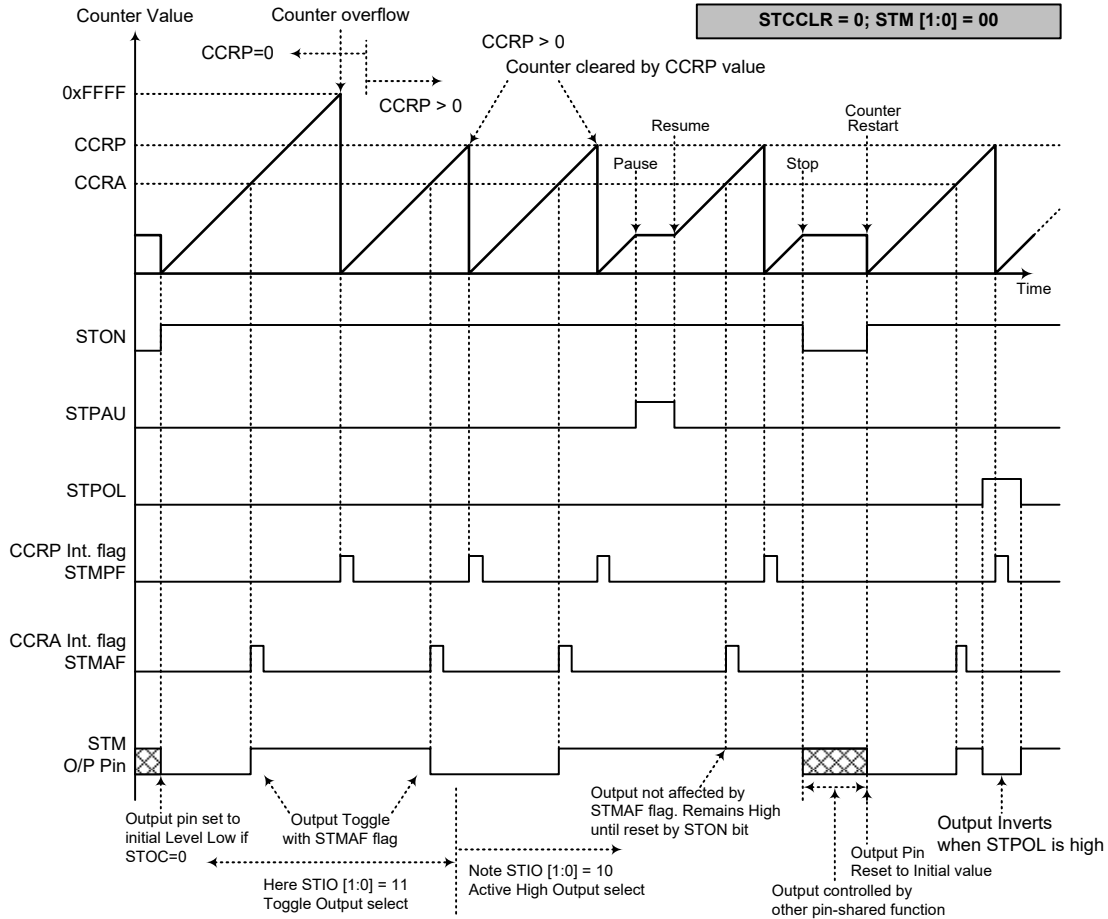 Counter Value
Counter overflow
STCCLR = 0; STM [1:0] = 00
CCRP=0
CCRP > 0
CCRP > 0
Counter cleared by CCRP value
0xFFFF
CCRP
CCRA
Pause
Resume
Stop
Counter
Restart
Time
STON
STPAU
STPOL
CCRP Int. flag
STMPF
CCRA Int. flag
STMAF
STM
O/P Pin
Output pin set to
initial Level Low if
STOC=0
Output Toggle
with STMAF flag
Here STIO [1:0] = 11
Toggle Output select
Note STIO [1:0] = 10
Active High Output select
Output not affected by
STMAF flag. Remains High
until reset by STON bit
Output controlled by
other pin-shared function
Output Pin
Reset to Initial value
Output Inverts
when STPOL is high